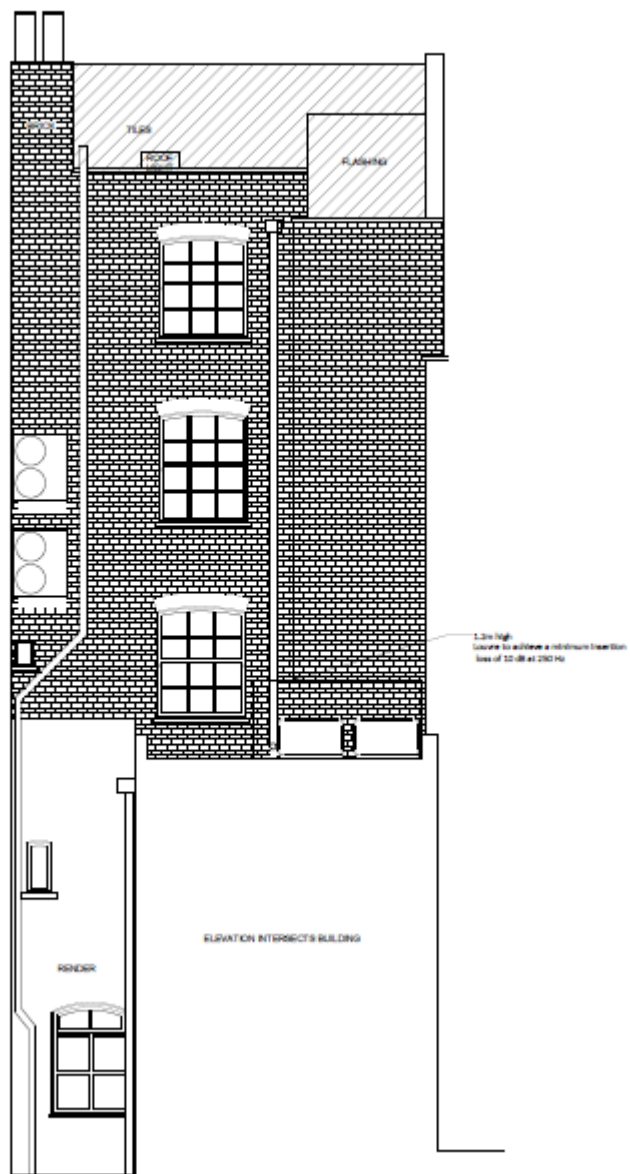 BRICK
TILES
ROOF
FLASHING
1.2m high
Louvre to achieve a minimum insertion
loss of 10 dB at 250 Hz
ELEVATION INTERSECTS BUILDING
RENDER